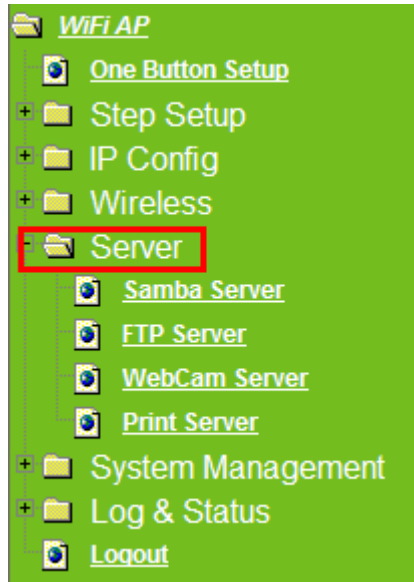 WiFi AP
One Button Setup
Step Setup
IP Config
Wireless
Server
Samba Server
FTP Server
WebCam Server
Print Server
System Management
Log & Status
Logout